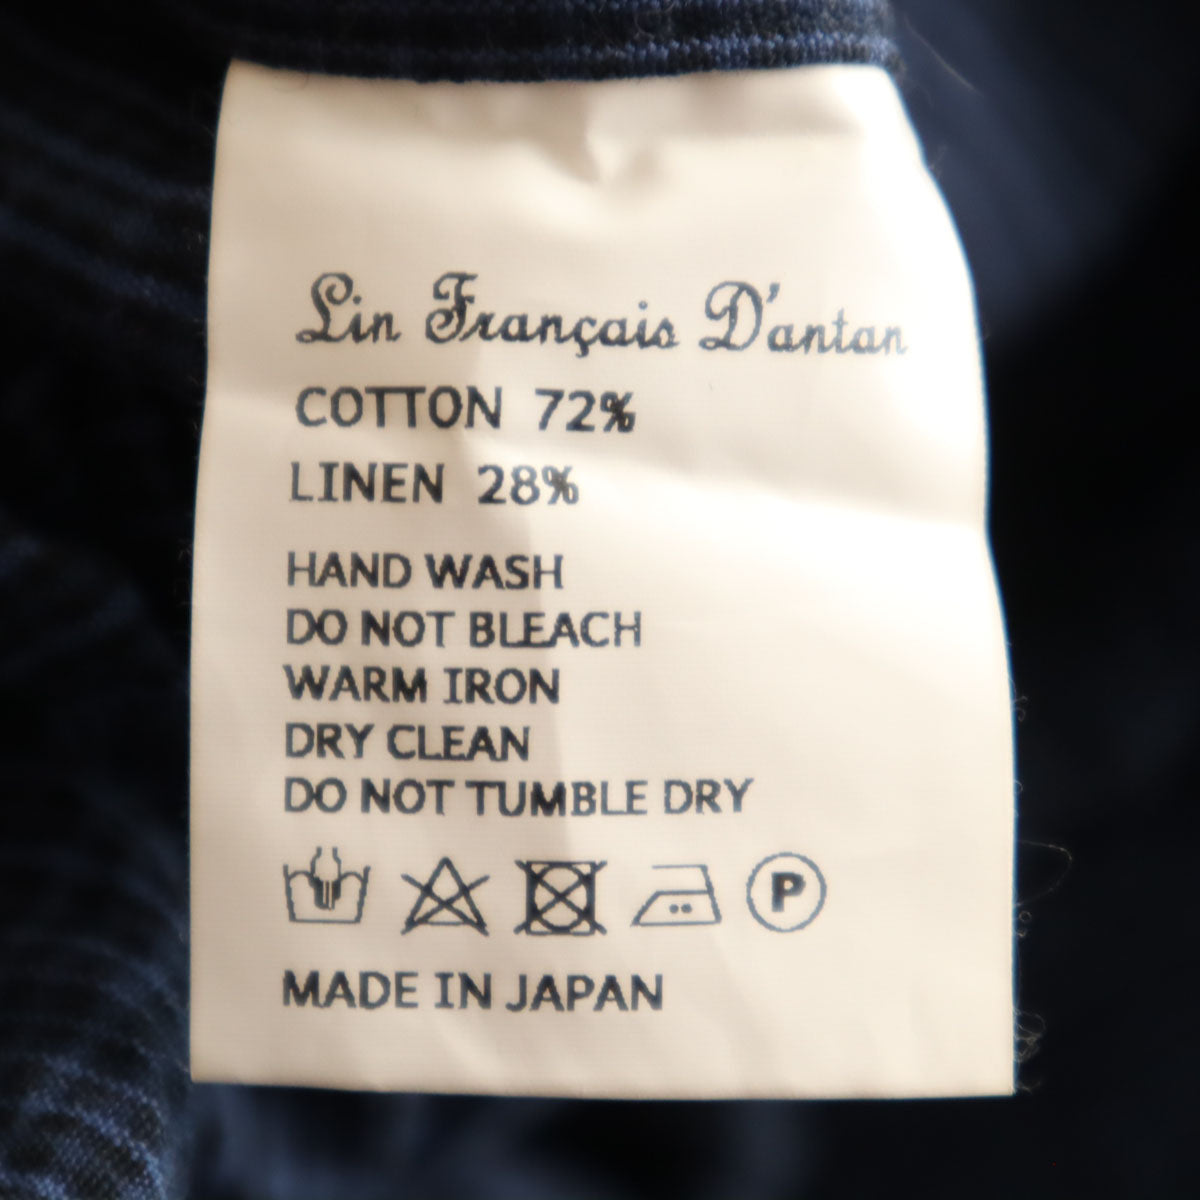 Lin Français D'antan
COTTON 72%
LINEN 28%
HAND WASH
DO NOT BLEACH
WARM IRON
DRY CLEAN
DO NOT TUMBLE DRY
P
MADE IN JAPAN